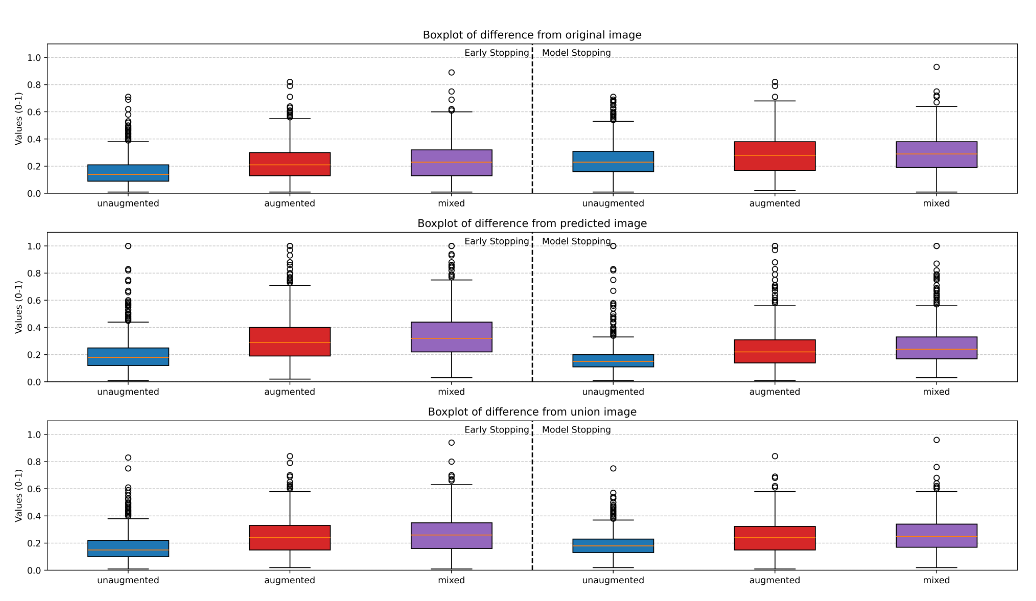 Boxplot of difference from original image
Early Stopping Model Stopping
Values (0-1)
1.0
0.8
0.6
0.4
0.2
0.0
unaugmented augmented mixed unaugmented augmented mixed
Boxplot of difference from predicted image
Early Stopping Model Stopping
Values (0-1)
1.0
0.8
0.6
0.4
0.2
0.0
unaugmented augmented mixed unaugmented augmented mixed
Boxplot of difference from union image
Early Stopping Model Stopping
Values (0-1)
1.0
0.8
0.6
0.4
0.2
0.0
unaugmented augmented mixed unaugmented augmented mixed